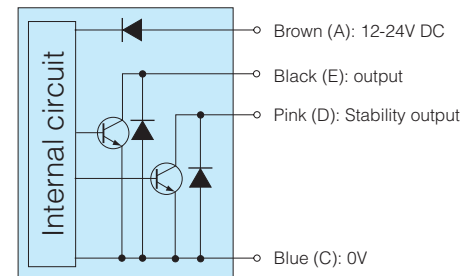 Internal circuit
Brown (A): 12-24V DC
Black (E): output
Pink (D): Stability output
Blue (C): 0V